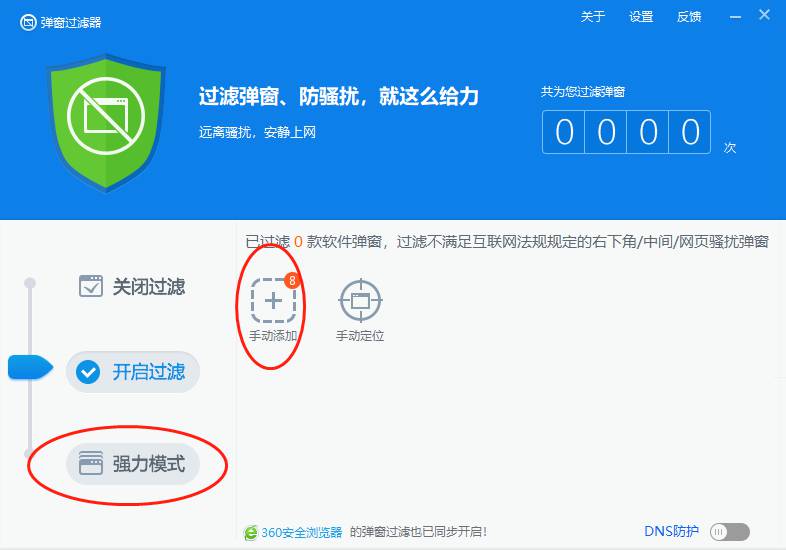 弹窗过滤器
关于 设置 反馈
过滤弹窗、防骚扰，就这么给力
远离骚扰，安静上网
共为您过滤弹窗
0 0 0 0 次
已过滤 0 款软件弹窗，过滤不满足互联网法规规定的右下角/中间/网页骚扰弹窗
关闭过滤
开启过滤
强力模式
8
手动添加
手动定位
360安全浏览器 的弹窗过滤也已同步开启!
DNS防护